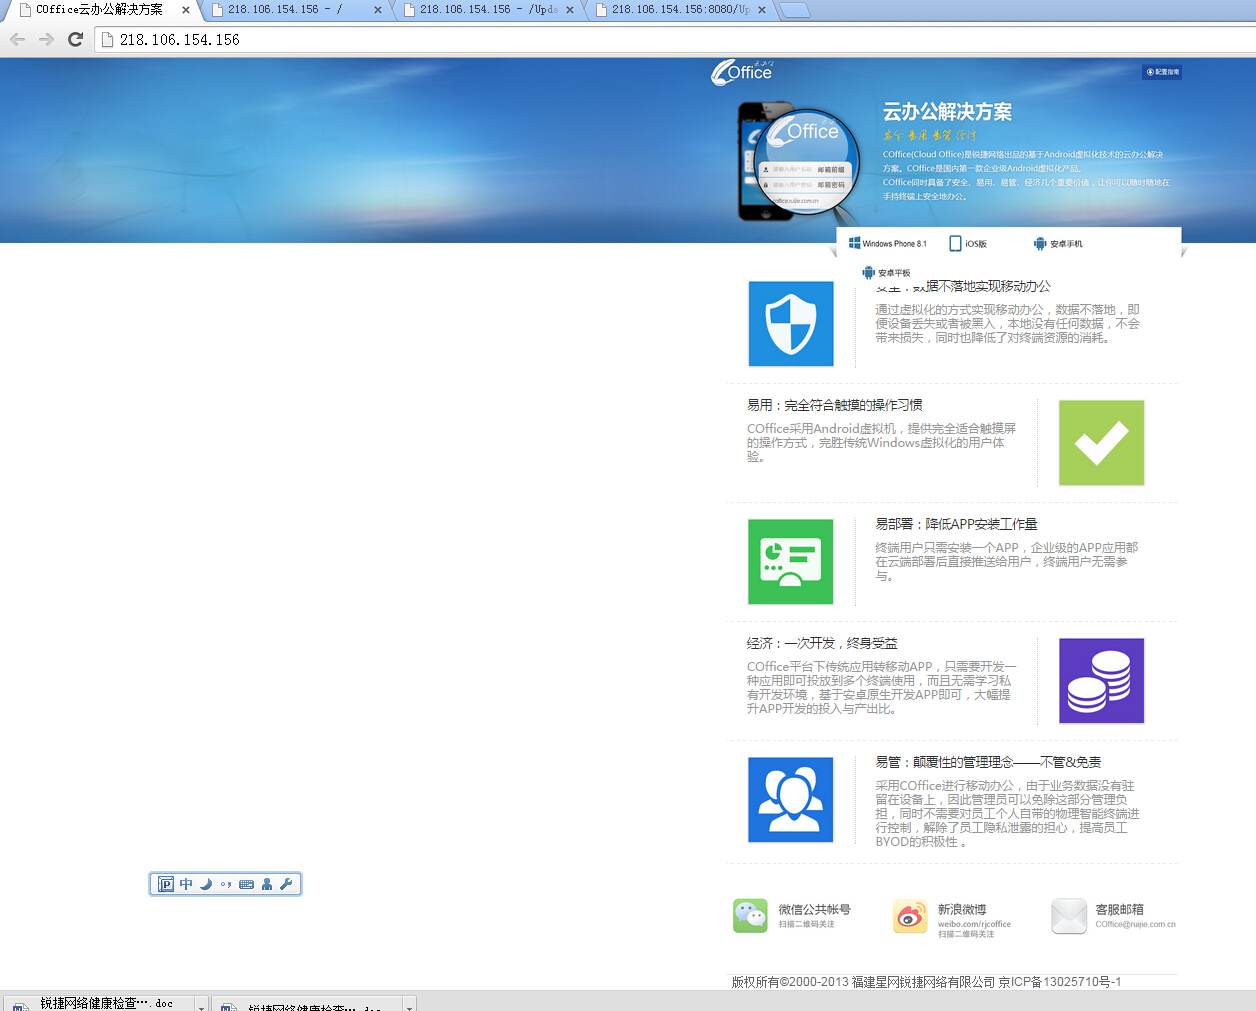 COffice云办公解决方案
218.106.154.156 - /
218.106.154.156 - /Upda
218.106.154.156:8080/Up
218.106.154.156
COffice
配置指南
云办公解决方案
COffice(Cloud Office)是锐捷网络出品的基于Android虚拟化技术的云办公解决
方案。COffice是国内第一款企业级Android虚拟化产品。
COffice同时具备了安全、易用、易管、经济几个重要价值，让你可以随时随地在
手持终端上安全地办公。
Office
请输入用户名称 邮箱前缀
请输入用户密码 邮箱密码
coffice.ruijie.com.cn
Windows Phone 8.1
iOS版
安卓手机
安卓平板
安全：数据不落地实现移动办公
通过虚拟化的方式实现移动办公，数据不落地，即
便设备丢失或者被黑入，本地没有任何数据，不会
带来损失，同时也降低了对终端资源的消耗。
易用：完全符合触摸的操作习惯
COffice采用Android虚拟机，提供完全适合触摸屏
的操作方式，完胜传统Windows虚拟化的用户体
验。
易部署：降低APP安装工作量
终端用户只需安装一个APP，企业级的APP应用都
在云端部署后直接推送给用户，终端用户无需参
与。
经济：一次开发，终身受益
COffice平台下传统应用转移动APP，只需要开发一
种应用即可投放到多个终端使用，而且无需学习私
有开发环境，基于安卓原生开发APP即可，大幅提
升APP开发的投入与产出比。
易管：颠覆性的管理理念——不管&免责
采用COffice进行移动办公，由于业务数据没有驻
留在设备上，因此管理员可以免除这部分管理负
担，同时不需要对员工个人自带的物理智能终端进
行控制，解除了员工隐私泄露的担心，提高员工
BYOD的积极性 。
中
微信公共帐号
扫描二维码关注
新浪微博
weibo.com/rjcoffice
扫描二维码关注
客服邮箱
COffice@ruijie.com.cn
版权所有©2000-2013 福建星网锐捷网络有限公司 京ICP备13025710号-1
锐捷网络健康检查….doc
锐捷网络健康检查….doc